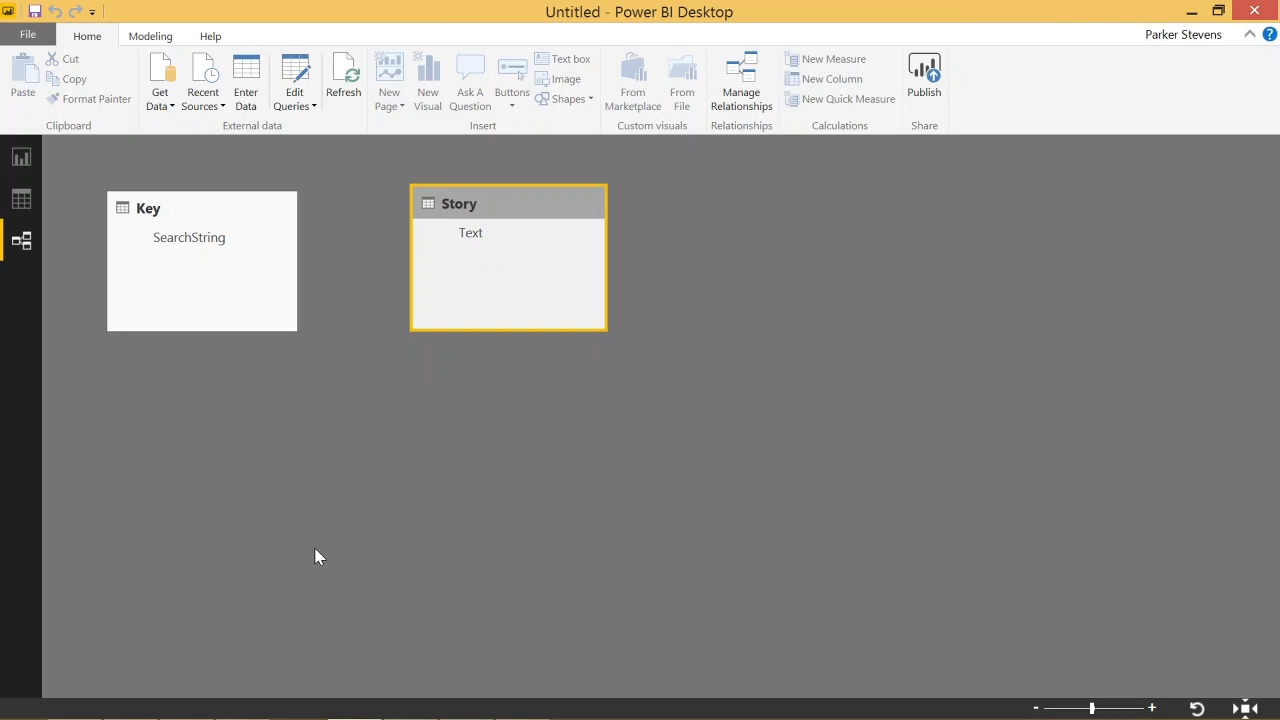 Untitled - Power BI Desktop
File
Home
Modeling
Help
Parker Stevens
Paste
Cut
Copy
Format Painter
Clipboard
Get Data
Recent Sources
Enter Data
Edit Queries
Refresh
External data
New Page
New Visual
Ask A Question
Buttons
Text box
Image
Shapes
Insert
From Marketplace
From File
Custom visuals
Manage Relationships
Relationships
New Measure
New Column
New Quick Measure
Calculations
Publish
Share
Key
SearchString
Story
Text